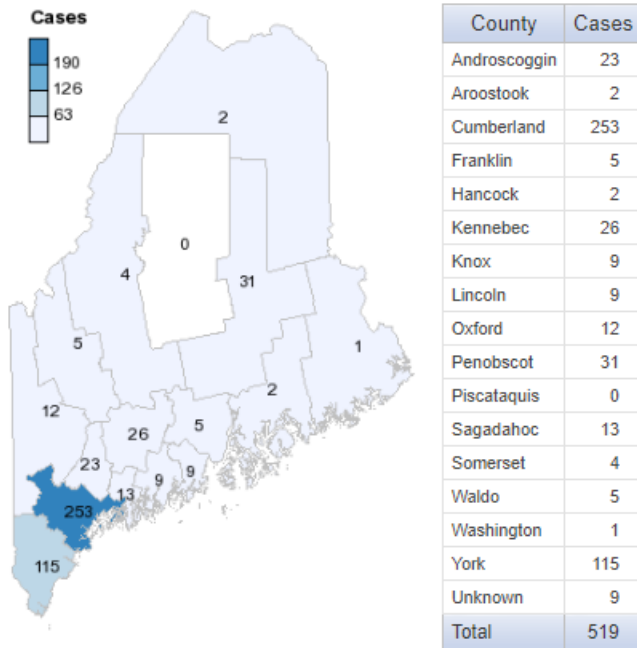 Cases
190
126
63
2
0
4
31
5
1
2
12
5
26
23
9
9
13
253
115
County Cases
Androscoggin 23
Aroostook 2
Cumberland 253
Franklin 5
Hancock 2
Kennebec 26
Knox 9
Lincoln 9
Oxford 12
Penobscot 31
Piscataquis 0
Sagadahoc 13
Somerset 4
Waldo 5
Washington 1
York 115
Unknown 9
Total 519